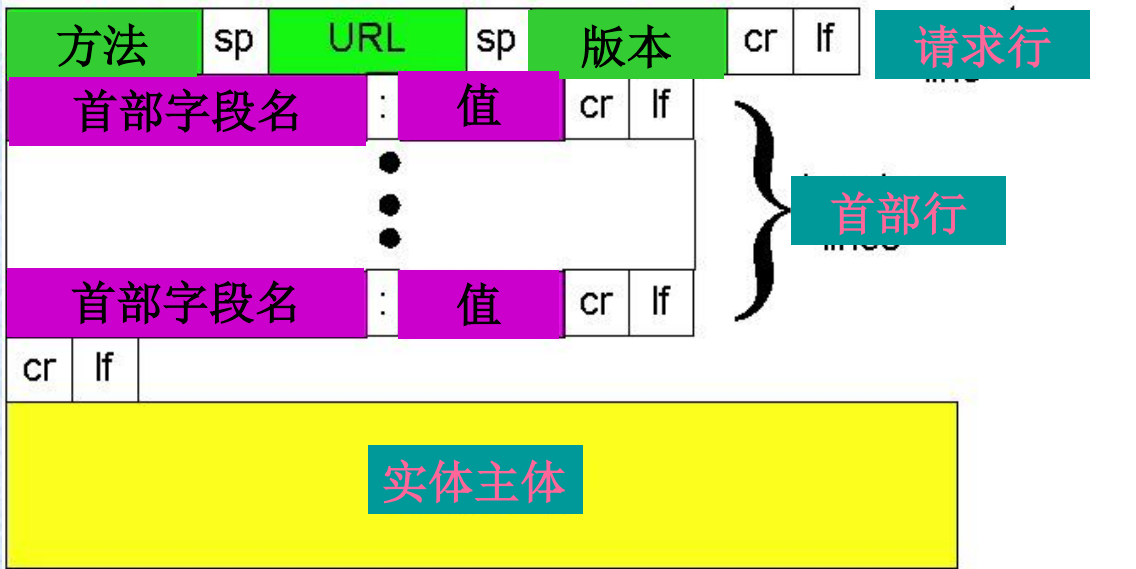 方法 sp URL sp 版本 cr lf 请求行
首部字段名 : 值 cr lf
首部行
首部字段名 : 值 cr lf
cr lf
实体主体